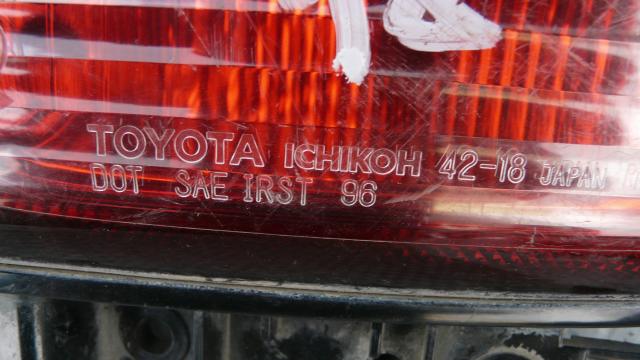 TOYOTA ICHIKOH 42-18 JAPAN
DOT SAE IRST 96